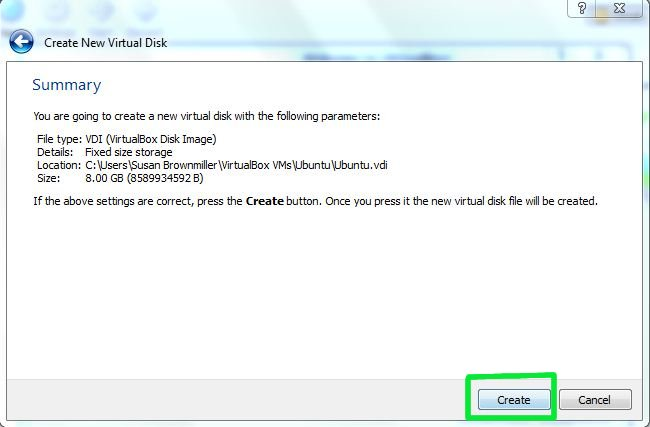 Create New Virtual Disk
Summary
You are going to create a new virtual disk with the following parameters:
File type: VDI (VirtualBox Disk Image)
Details: Fixed size storage
Location: C:\Users\Susan Brownmiller\VirtualBox VMs\Ubuntu\Ubuntu.vdi
Size: 8.00 GB (8589934592 B)
If the above settings are correct, press the Create button. Once you press it the new virtual disk file will be created.
Create Cancel